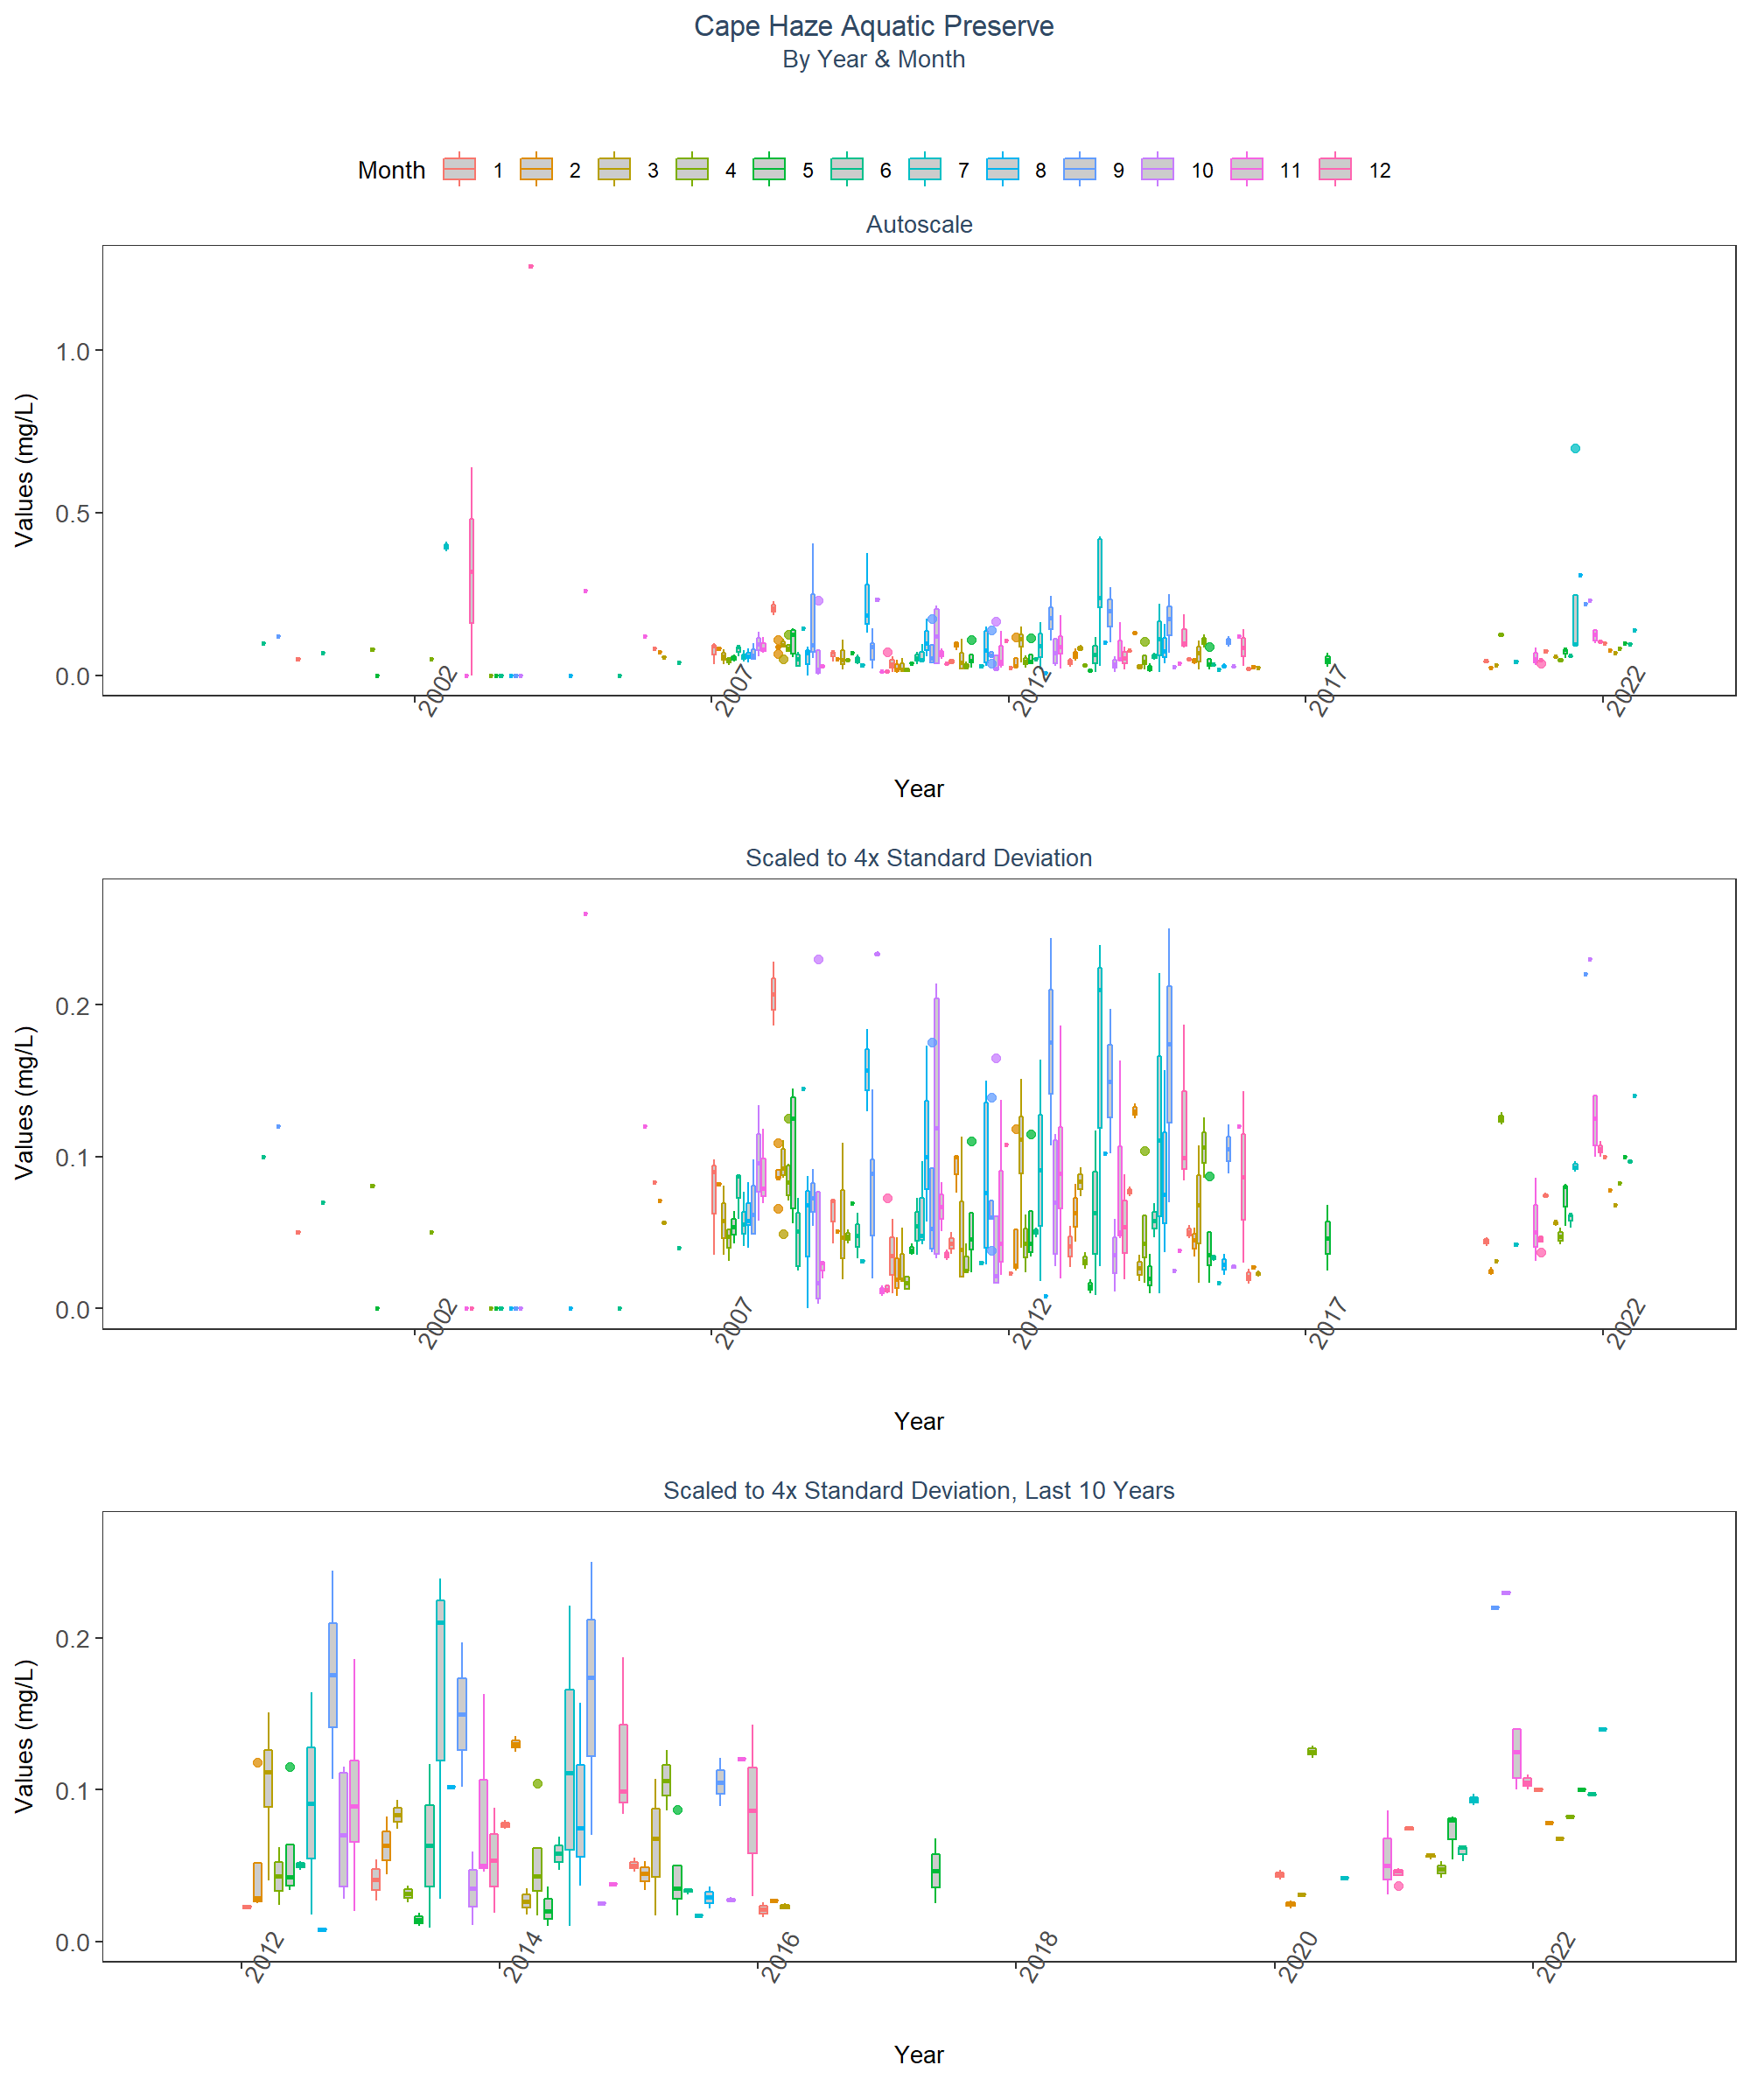 Cape Haze Aquatic Preserve
By Year & Month
Month 1 2 3 4 5 6 7 8 9 10 11 12
Autoscale
Values (mg/L)
1.0
0.5
0.0
2002 2007 2012 2017 2022
Year
Scaled to 4x Standard Deviation
Values (mg/L)
0.2
0.1
0.0
2002 2007 2012 2017 2022
Year
Scaled to 4x Standard Deviation, Last 10 Years
Values (mg/L)
0.2
0.1
0.0
2012 2014 2016 2018 2020 2022
Year